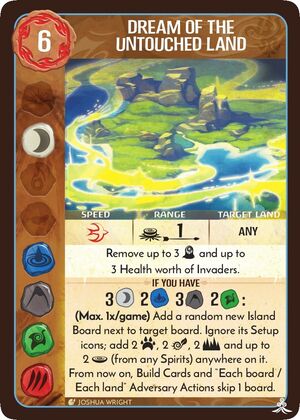 6
DREAM OF THE
UNTOUCHED LAND
SPEED RANGE TARGET LAND
1 ANY
Remove up to 3 and up to
3 Health worth of Invaders.
IF YOU HAVE
3 2 3 2 :
(Max. 1x/game) Add a random new Island
Board next to target board. Ignore its Setup
icons; add 2 , 2 , 2 and up to
2 (from any Spirits) anywhere on it.
From now on, Build Cards and “Each board /
Each land” Adversary Actions skip 1 board.
JOSHUA WRIGHT